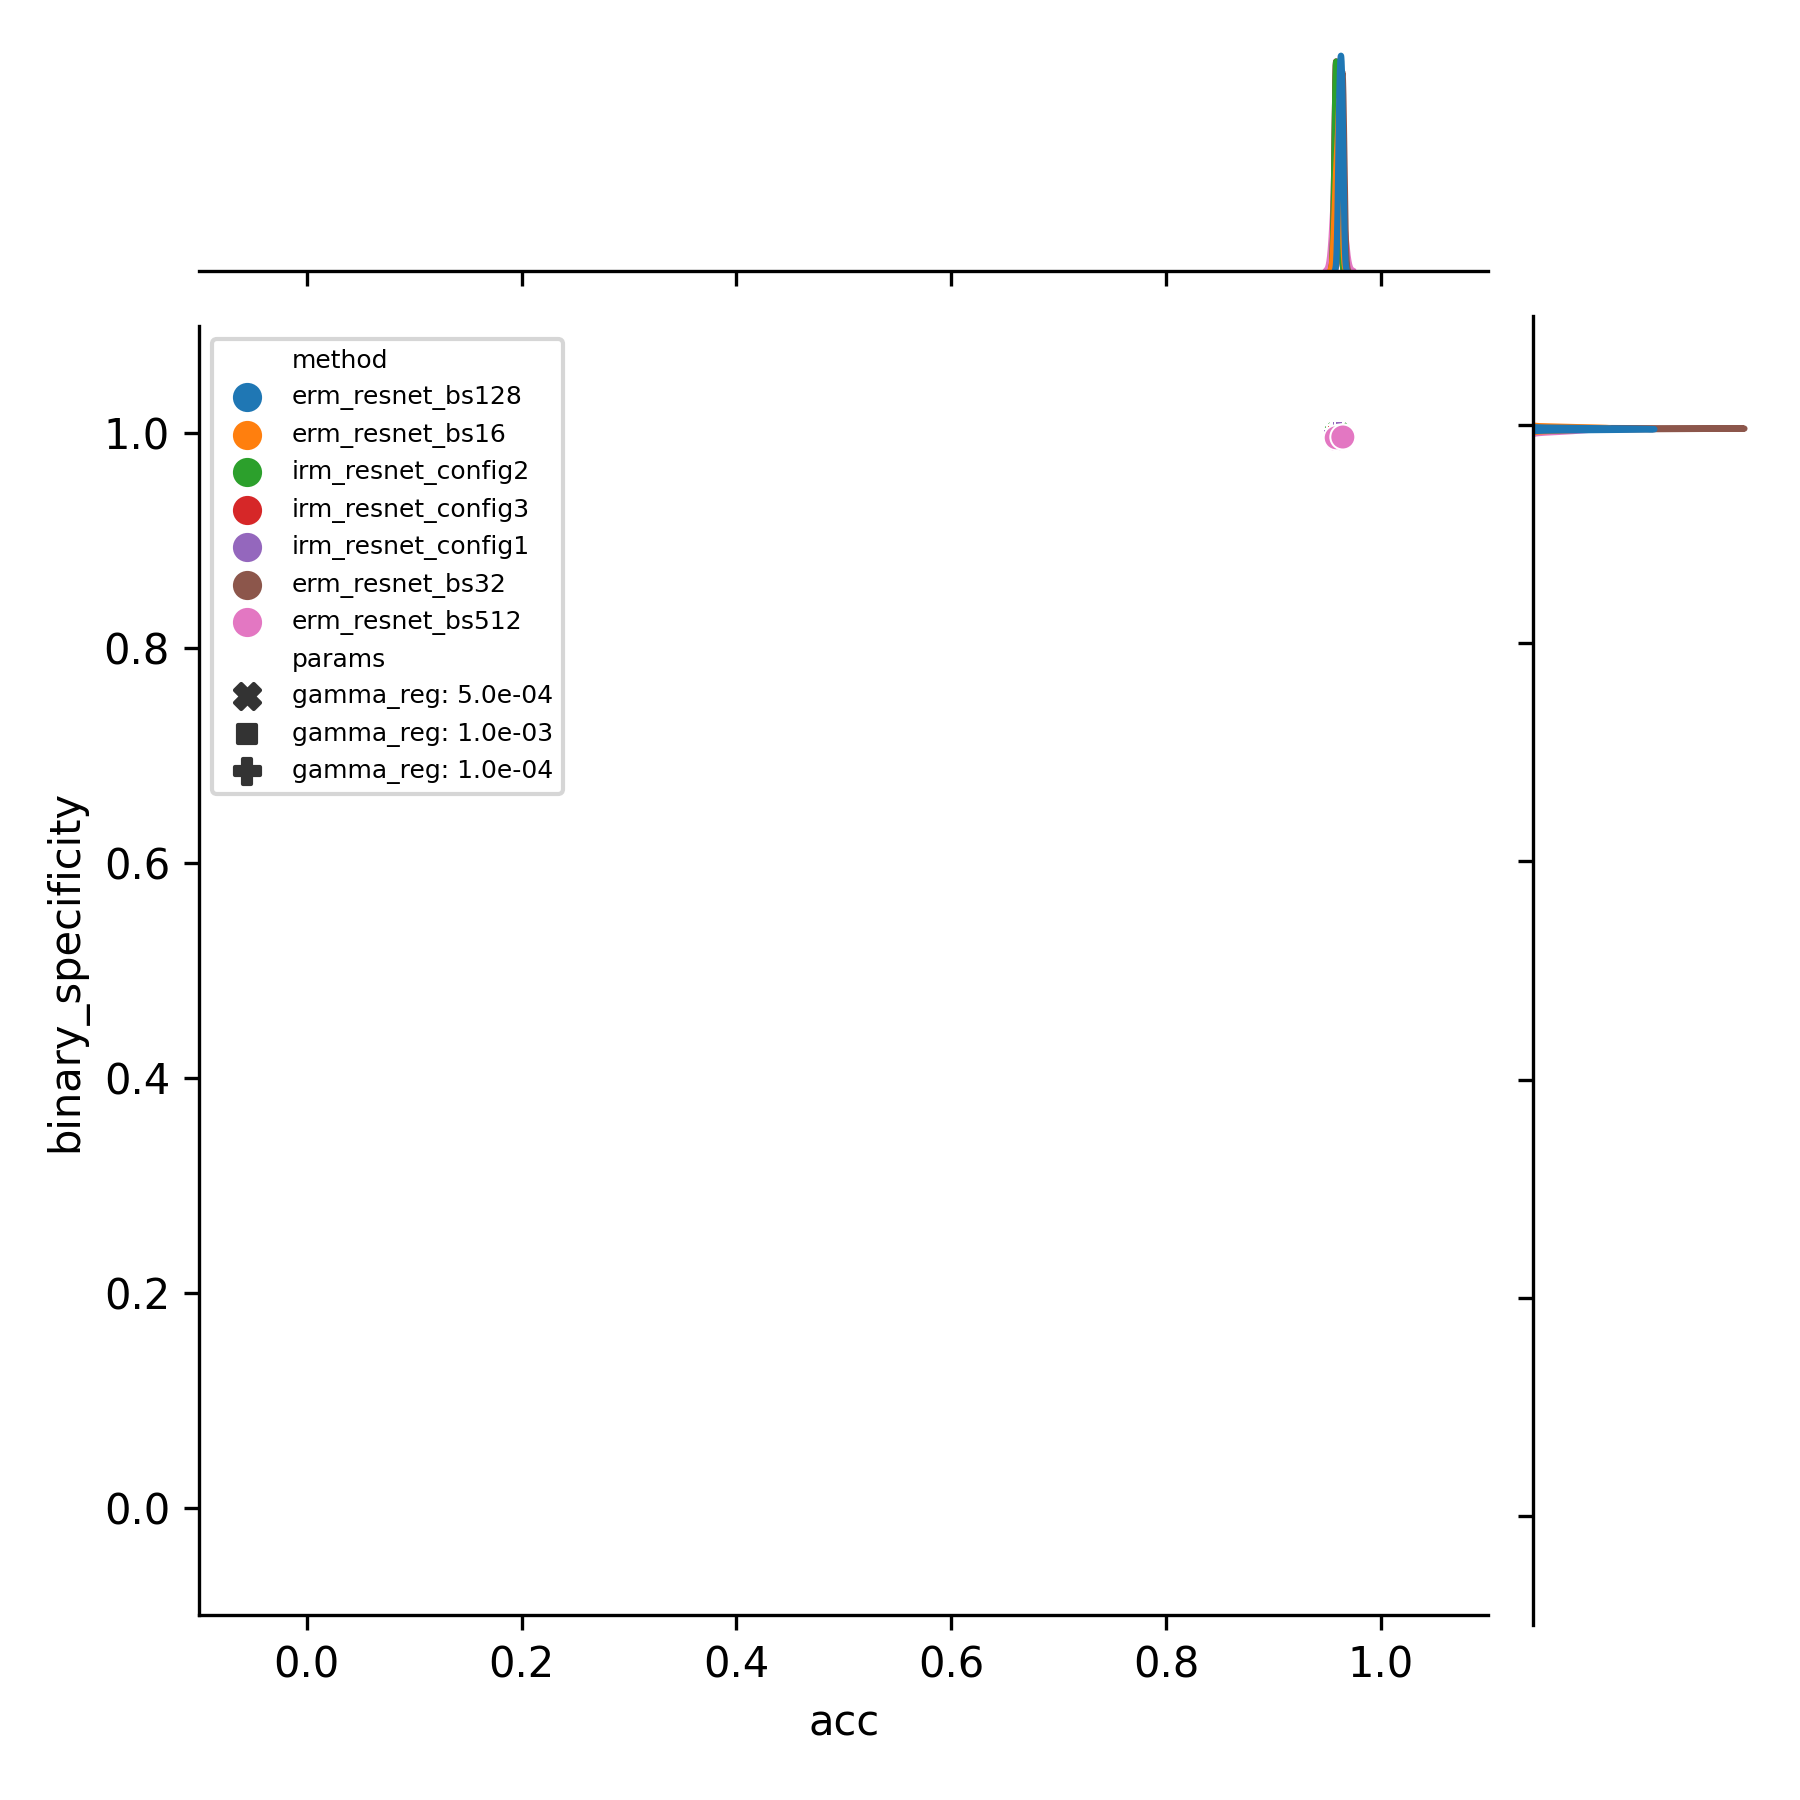 method
erm_resnet_bs128
erm_resnet_bs16
irm_resnet_config2
irm_resnet_config3
irm_resnet_config1
erm_resnet_bs32
erm_resnet_bs512
params
gamma_reg: 5.0e-04
gamma_reg: 1.0e-03
gamma_reg: 1.0e-04
1.0
0.8
0.6
0.4
0.2
0.0
binary_specificity
0.0 0.2 0.4 0.6 0.8 1.0
acc